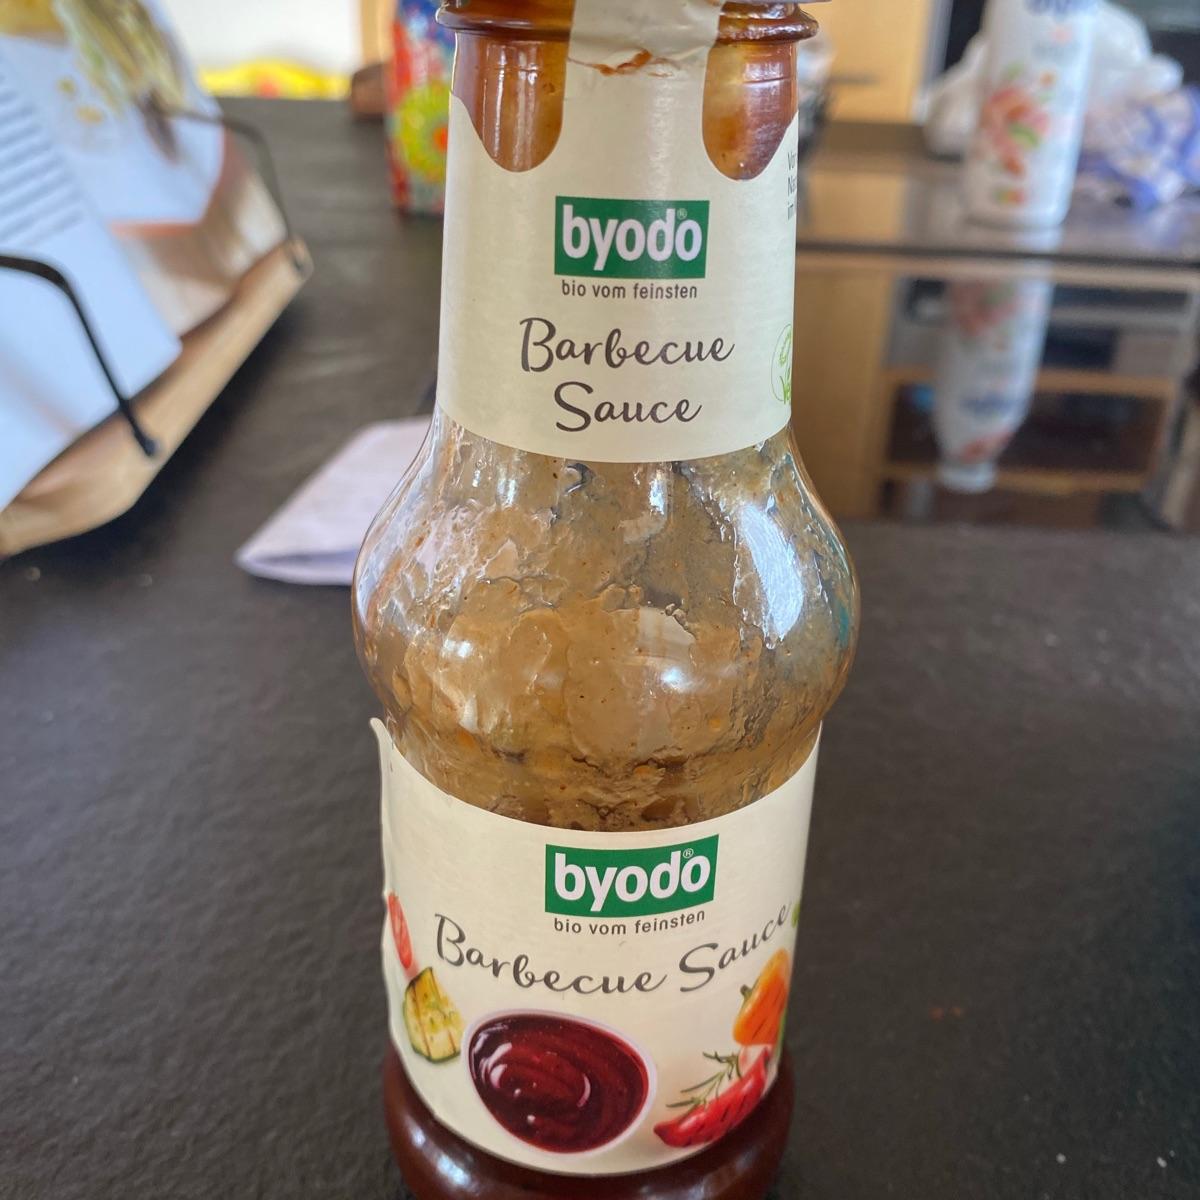 byodo®
bio vom feinsten
Barbecue
Sauce
byodo®
bio vom feinsten
Barbecue Sauce